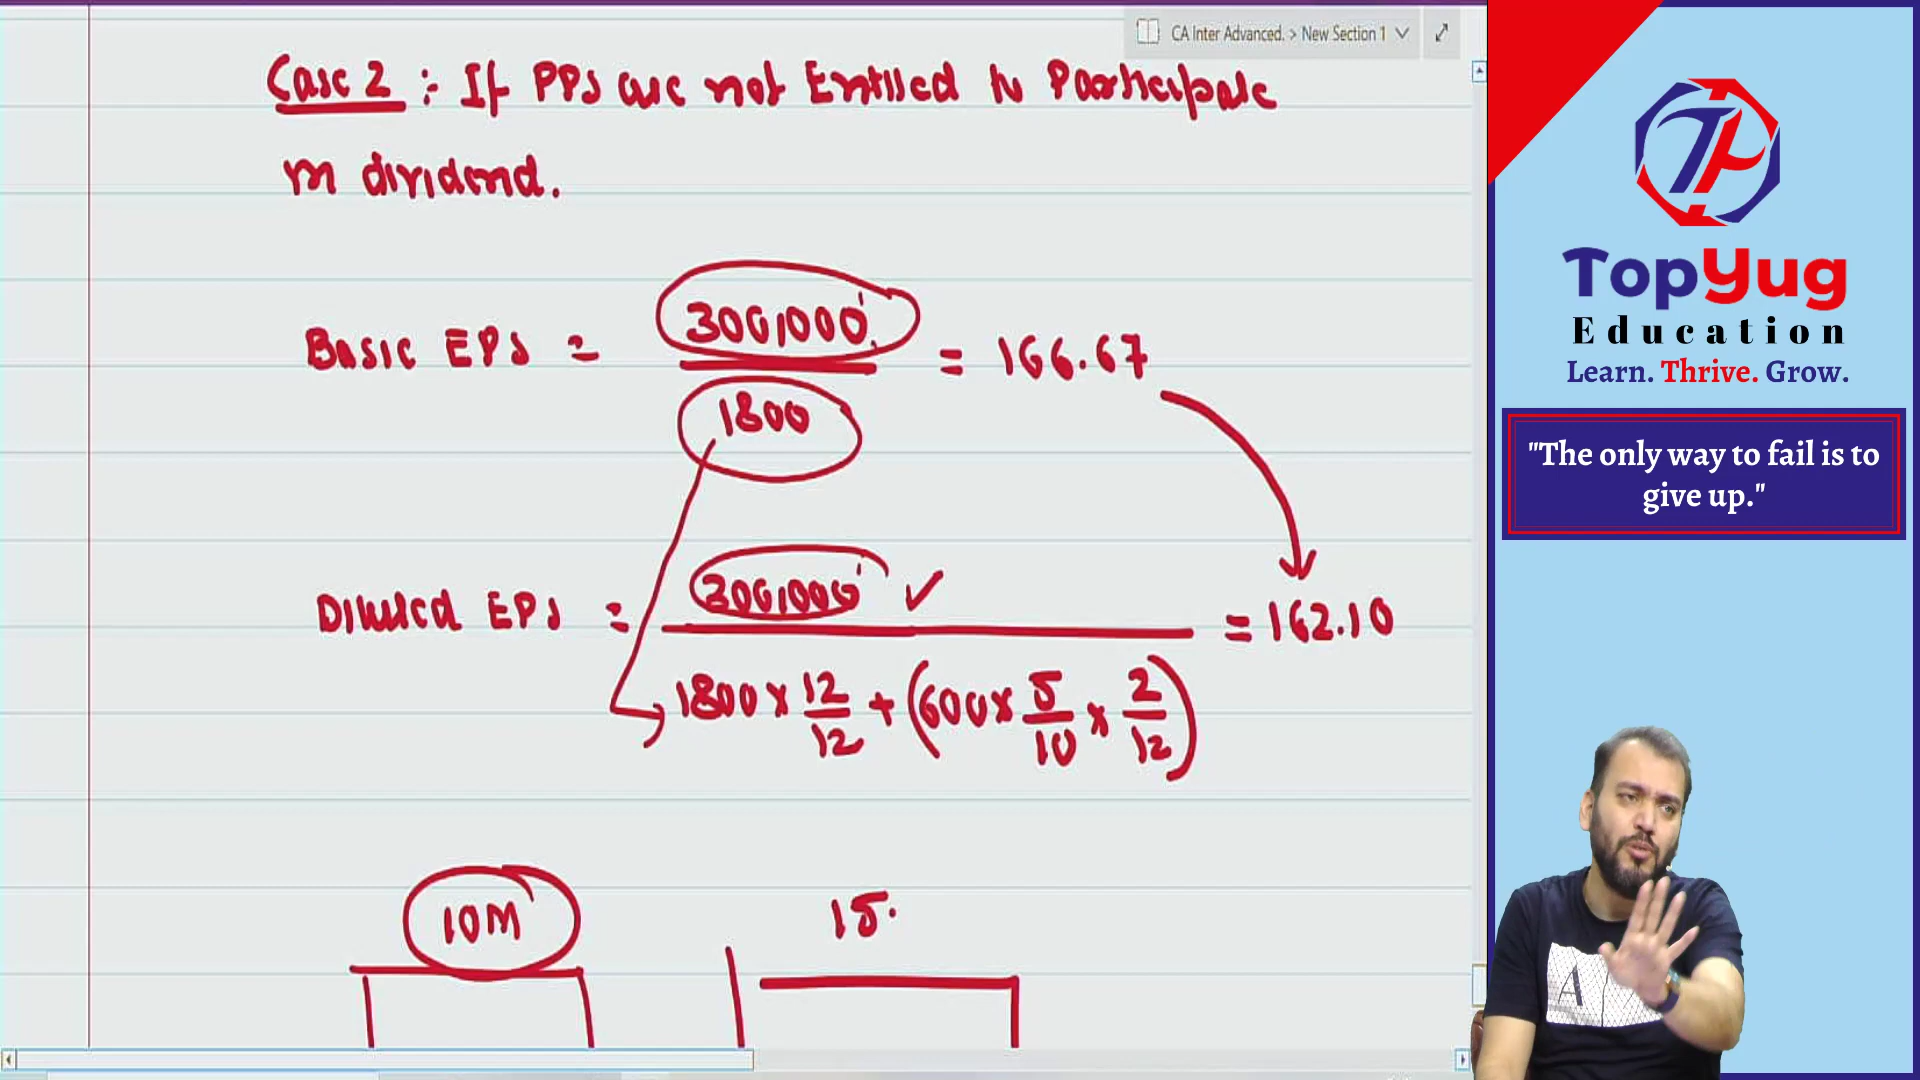 CA Inter Advanced. > New Section 1
Case 2 :- If PPS are not Entitled to Participate
in dividend.
Basic EPS = 300,000 / 1800 = 166.67
Diluted EPS = 300,000 / 1800 × 12/12 + (600 × 5/10 × 2/12) = 162.10
10M 15.
TopYug
Education
Learn. Thrive. Grow.
"The only way to fail is to
give up."
A